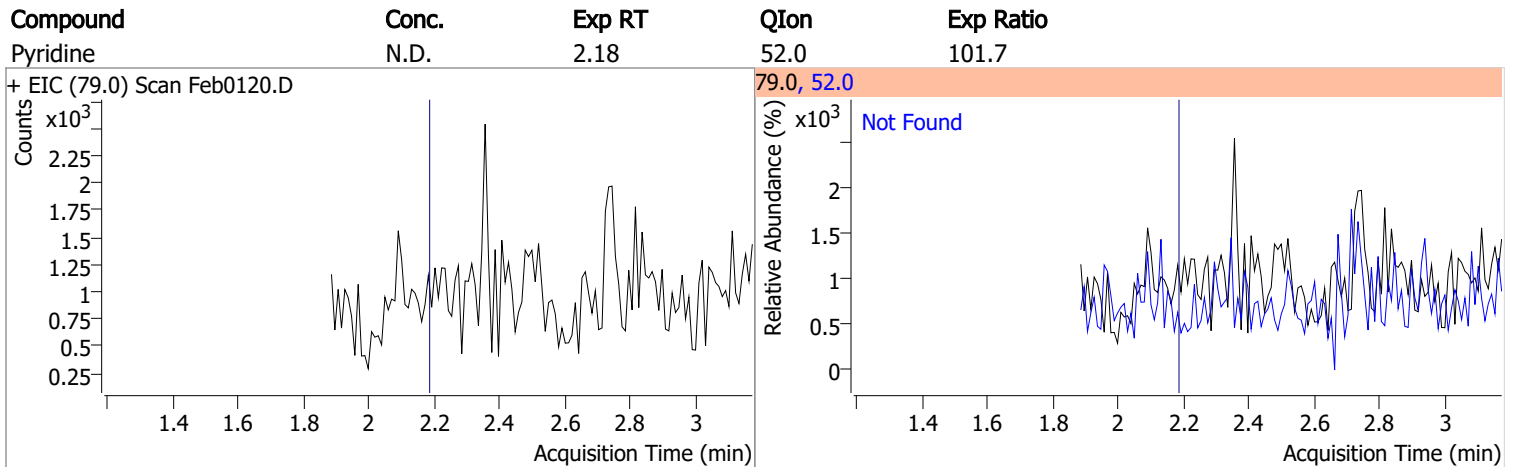 Compound Conc. Exp RT QIon Exp Ratio
Pyridine N.D. 2.18 52.0 101.7
+ EIC (79.0) Scan Feb0120.D
Counts
x10³
2.25
2
1.75
1.5
1.25
1
0.75
0.5
0.25
1.4 1.6 1.8 2 2.2 2.4 2.6 2.8 3
Acquisition Time (min)
79.0, 52.0
Relative Abundance (%)
x10³
Not Found
2
1.5
1
0.5
0
1.4 1.6 1.8 2 2.2 2.4 2.6 2.8 3
Acquisition Time (min)